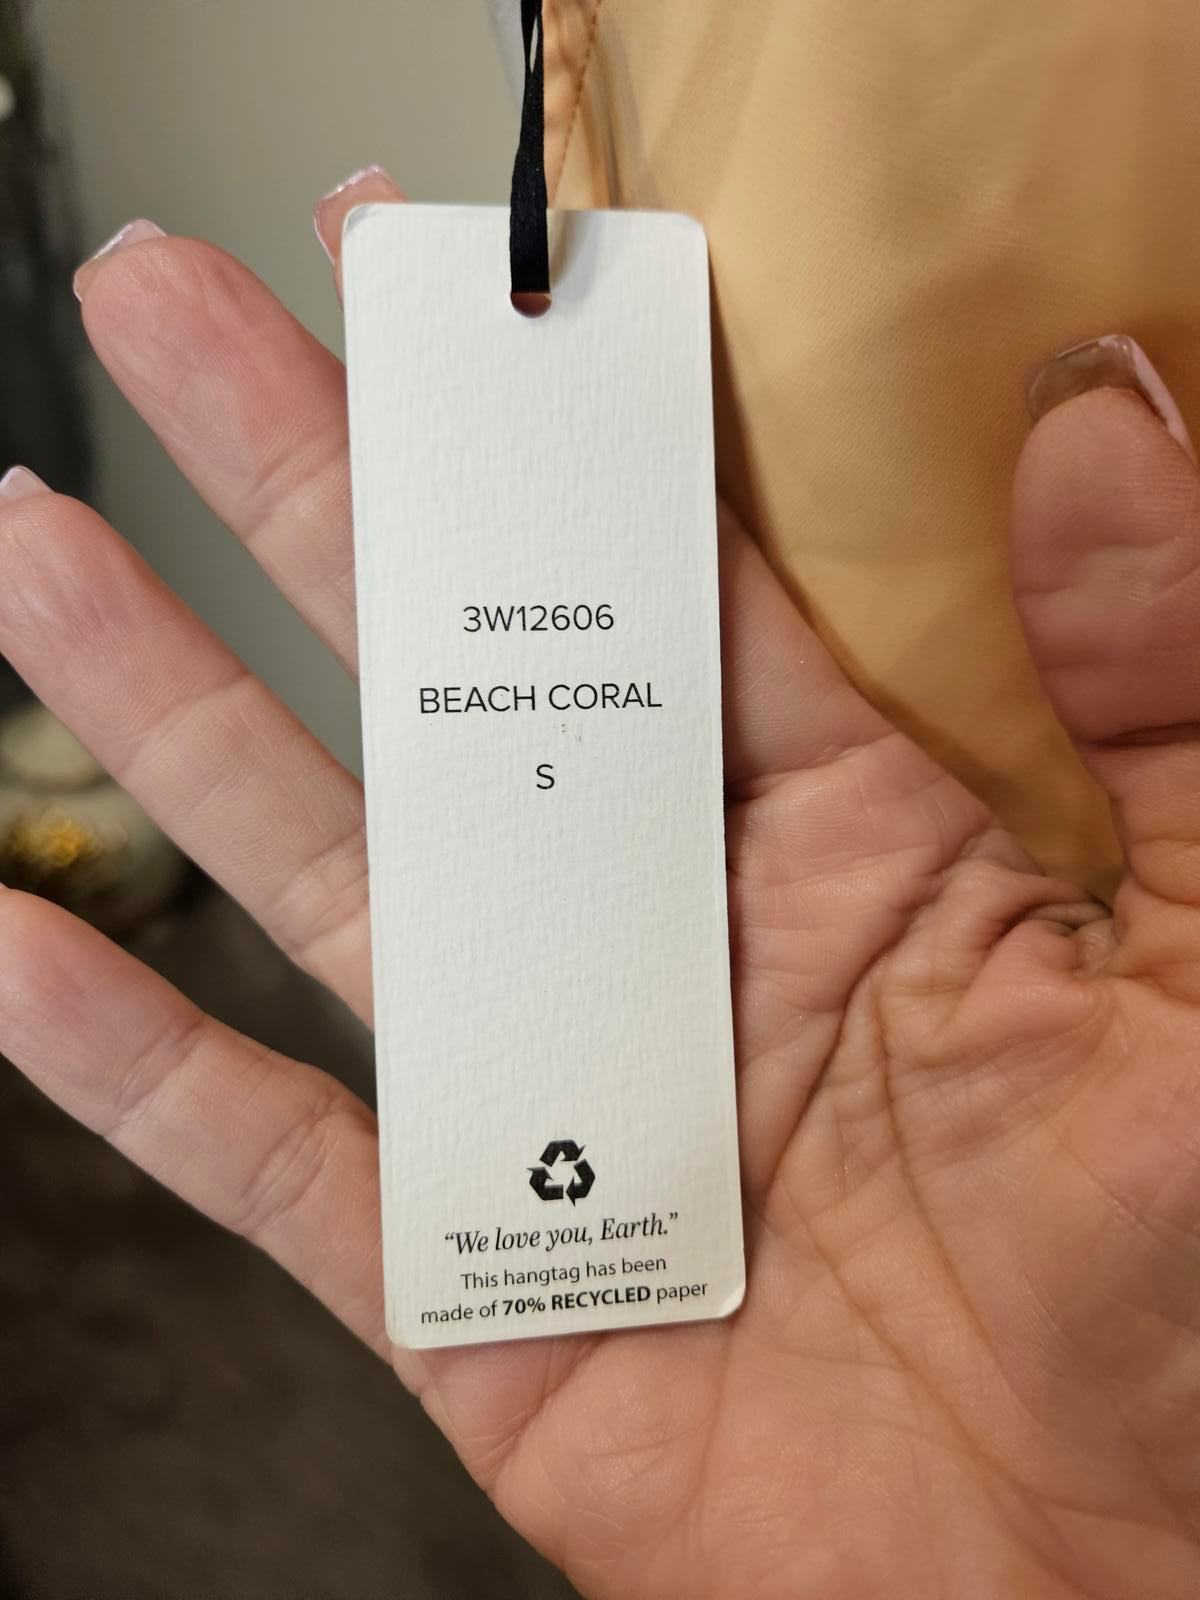 3W12606
BEACH CORAL
S
“We love you, Earth.”
This hangtag has been
made of 70% RECYCLED paper